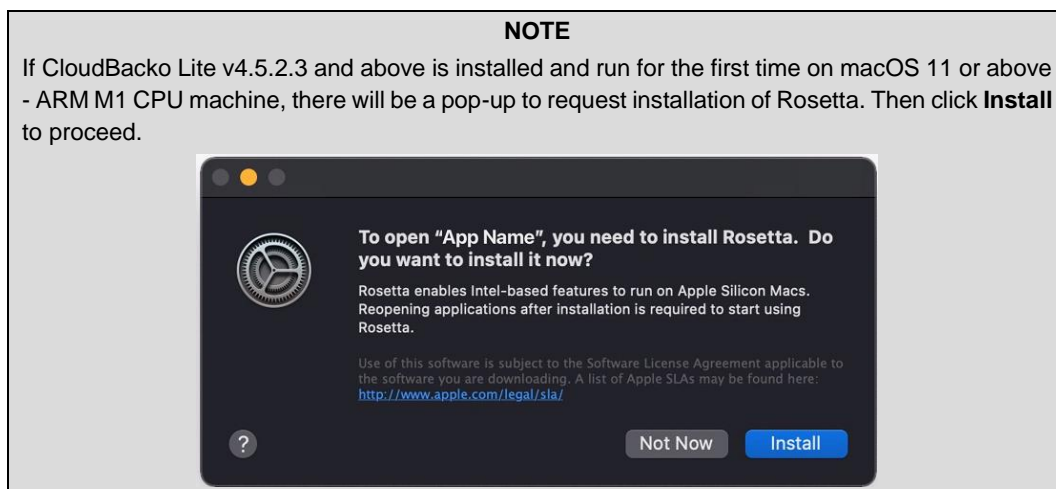 NOTE
If CloudBacko Lite v4.5.2.3 and above is installed and run for the first time on macOS 11 or above
- ARM M1 CPU machine, there will be a pop-up to request installation of Rosetta. Then click Install
to proceed.
To open “App Name”, you need to install Rosetta. Do
you want to install it now?
Rosetta enables Intel-based features to run on Apple Silicon Macs.
Reopening applications after installation is required to start using
Rosetta.
Use of this software is subject to the Software License Agreement applicable to
the software you are downloading. A list of Apple SLAs may be found here:
http://www.apple.com/legal/sla/
?
Not Now
Install